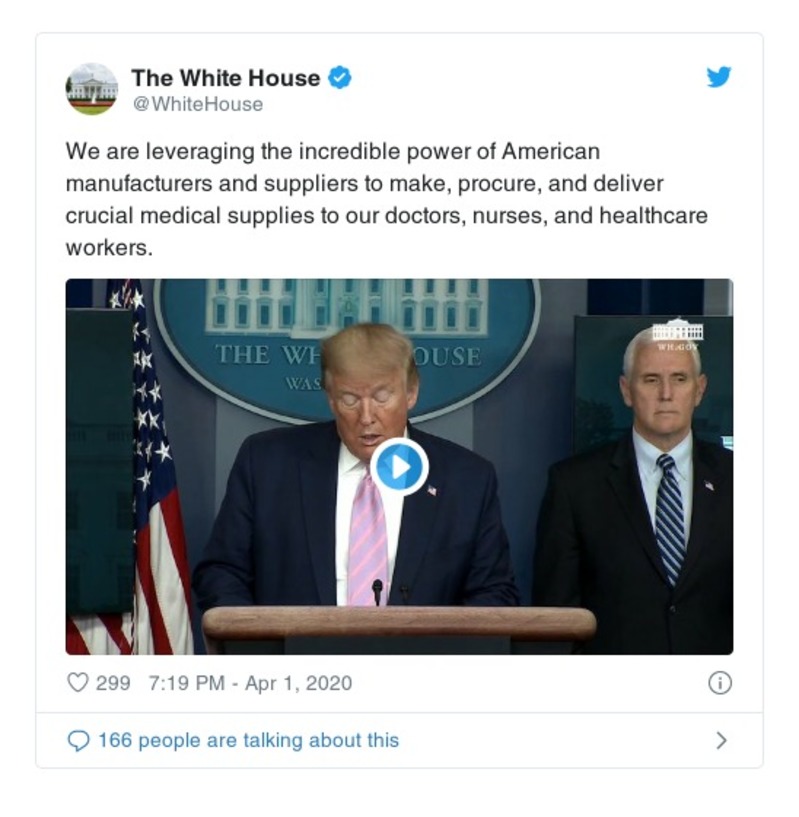 The White House
@WhiteHouse
We are leveraging the incredible power of American
manufacturers and suppliers to make, procure, and deliver
crucial medical supplies to our doctors, nurses, and healthcare
workers.
THE WH OUSE
WAS
WH.GOV
299 7:19 PM - Apr 1, 2020
166 people are talking about this